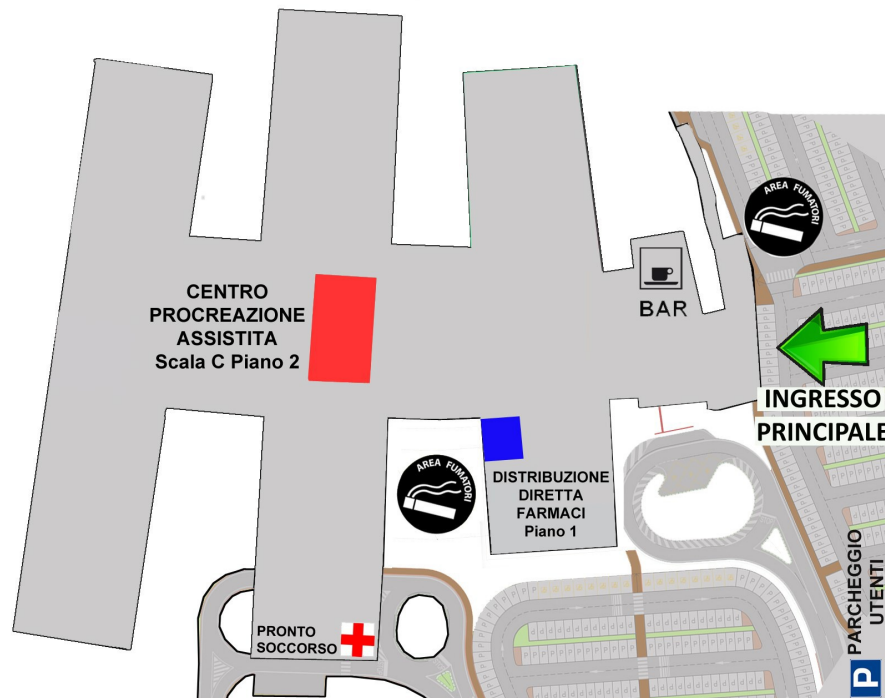 AREA FUMATORI
CENTRO
PROCREAZIONE
ASSISTITA
Scala C Piano 2
BAR
INGRESSO
PRINCIPALE
AREA FUMATORI
DISTRIBUZIONE
DIRETTA
FARMACI
Piano 1
PARCHEGGIO
UTENTI
P
PRONTO
SOCCORSO